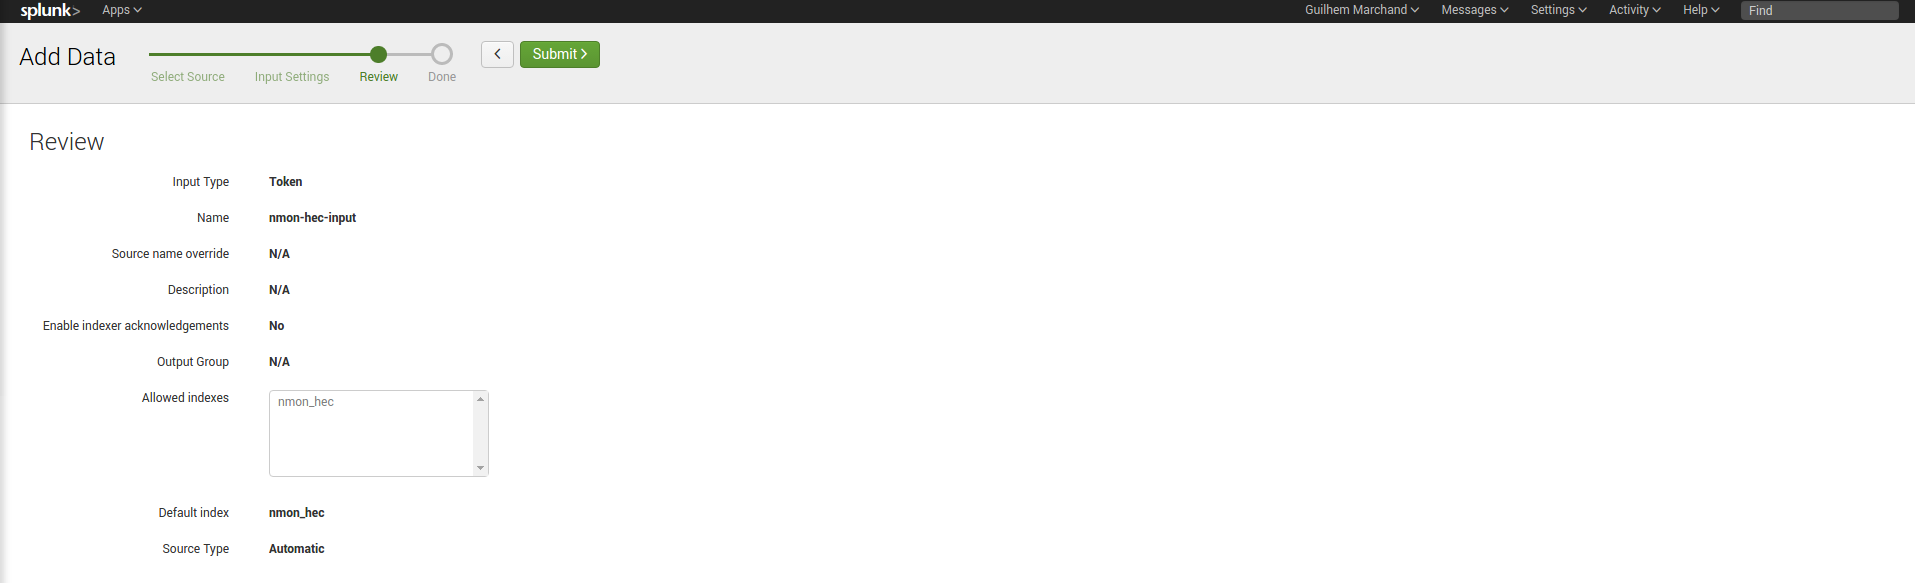 splunk> Apps Guilhem Marchand Messages Settings Activity Help Find
Add Data Select Source Input Settings Review Done < Submit >
Review
Input Type Token
Name nmon-hec-input
Source name override N/A
Description N/A
Enable indexer acknowledgements No
Output Group N/A
Allowed indexes nmon_hec
Default index nmon_hec
Source Type Automatic